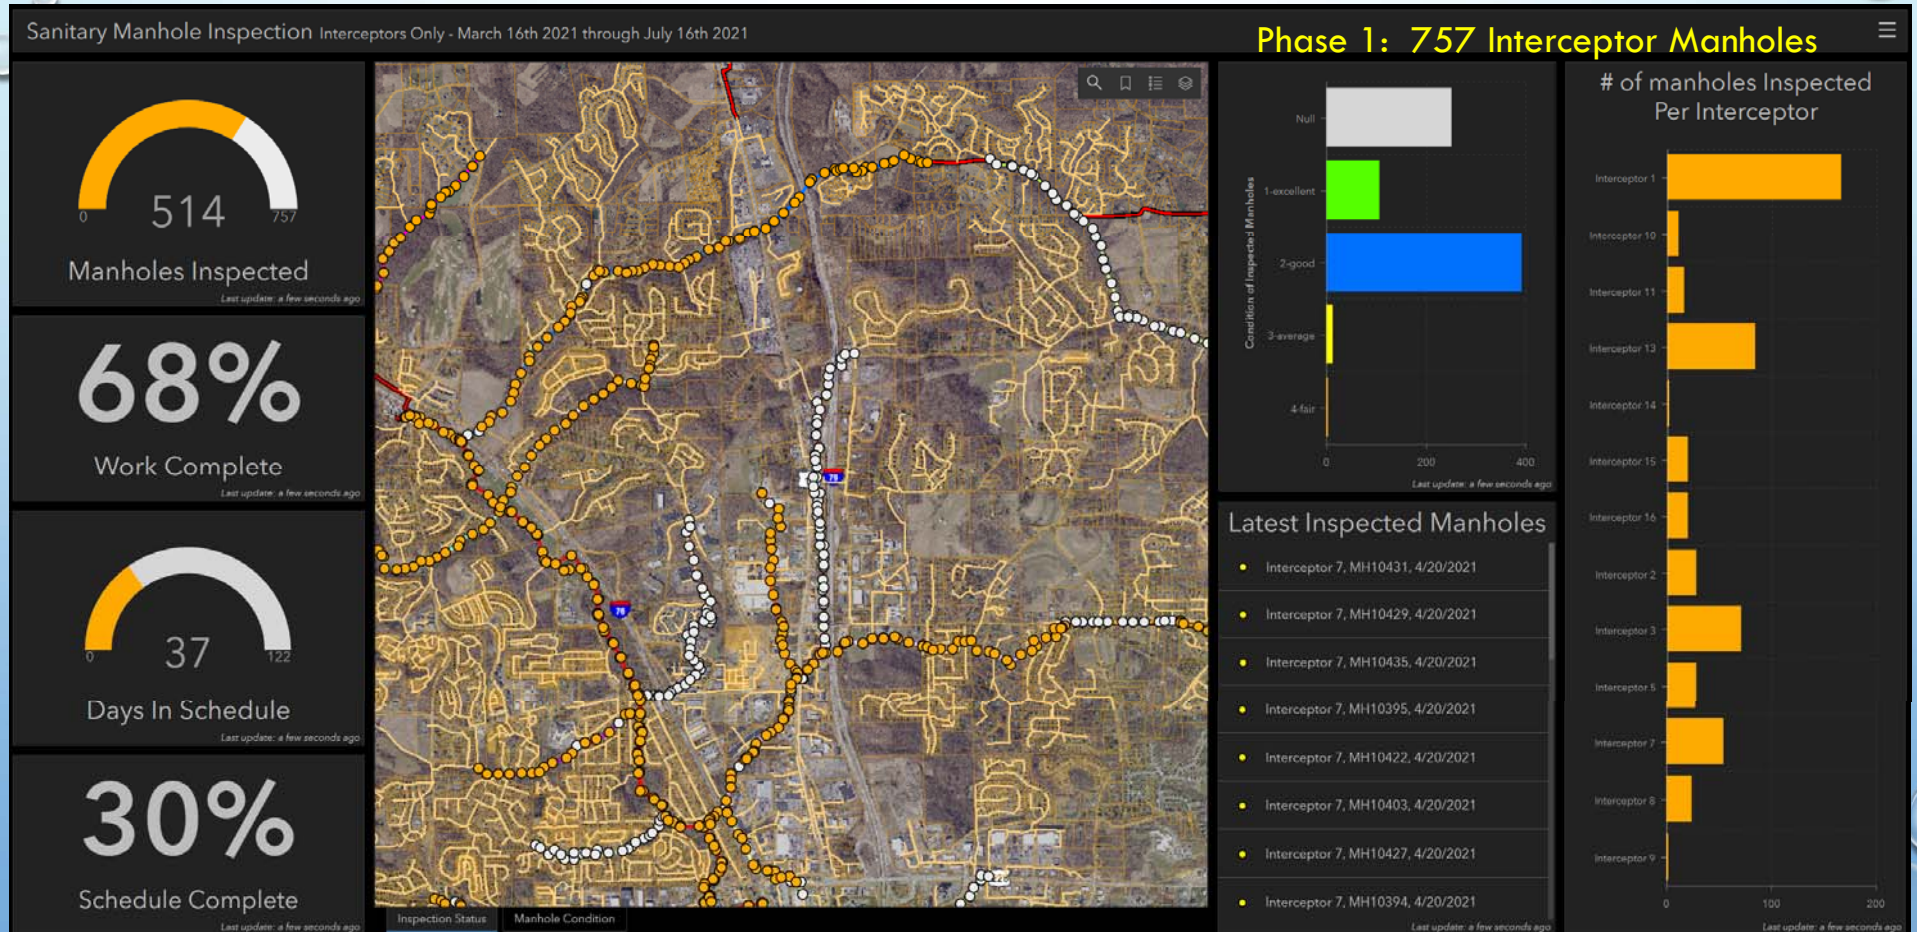 Sanitary Manhole Inspection Interceptors Only - March 16th 2021 through July 16th 2021
Phase 1: 757 Interceptor Manholes
514
0
757
Manholes Inspected
Last update: a few seconds ago
68%
Work Complete
Last update: a few seconds ago
37
0
122
Days In Schedule
Last update: a few seconds ago
30%
Schedule Complete
Last update: a few seconds ago
79
76
Inspection Status
Manhole Condition
Condition of Inspected Manholes
Null
1-excellent
2-good
3-average
4-fair
0
200
400
Last update: a few seconds ago
Latest Inspected Manholes
Interceptor 7, MH10431, 4/20/2021
Interceptor 7, MH10429, 4/20/2021
Interceptor 7, MH10435, 4/20/2021
Interceptor 7, MH10395, 4/20/2021
Interceptor 7, MH10422, 4/20/2021
Interceptor 7, MH10403, 4/20/2021
Interceptor 7, MH10427, 4/20/2021
Interceptor 7, MH10394, 4/20/2021
Last update: a few seconds ago
# of manholes Inspected
Per Interceptor
Interceptor 1
Interceptor 10
Interceptor 11
Interceptor 13
Interceptor 14
Interceptor 15
Interceptor 16
Interceptor 2
Interceptor 3
Interceptor 5
Interceptor 7
Interceptor 8
Interceptor 9
0
100
200
Last update: a few seconds ago